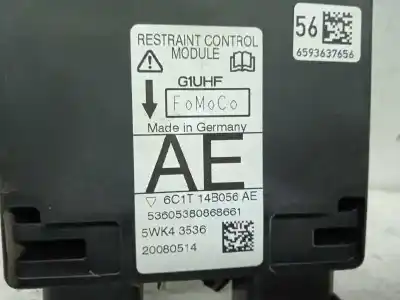 RESTRAINT CONTROL
MODULE
G1UHF
FoMoCo
Made in Germany
AE
6C1T 14B056 AE
53605380868661
5WK4 3536
20080514
56
6593637656